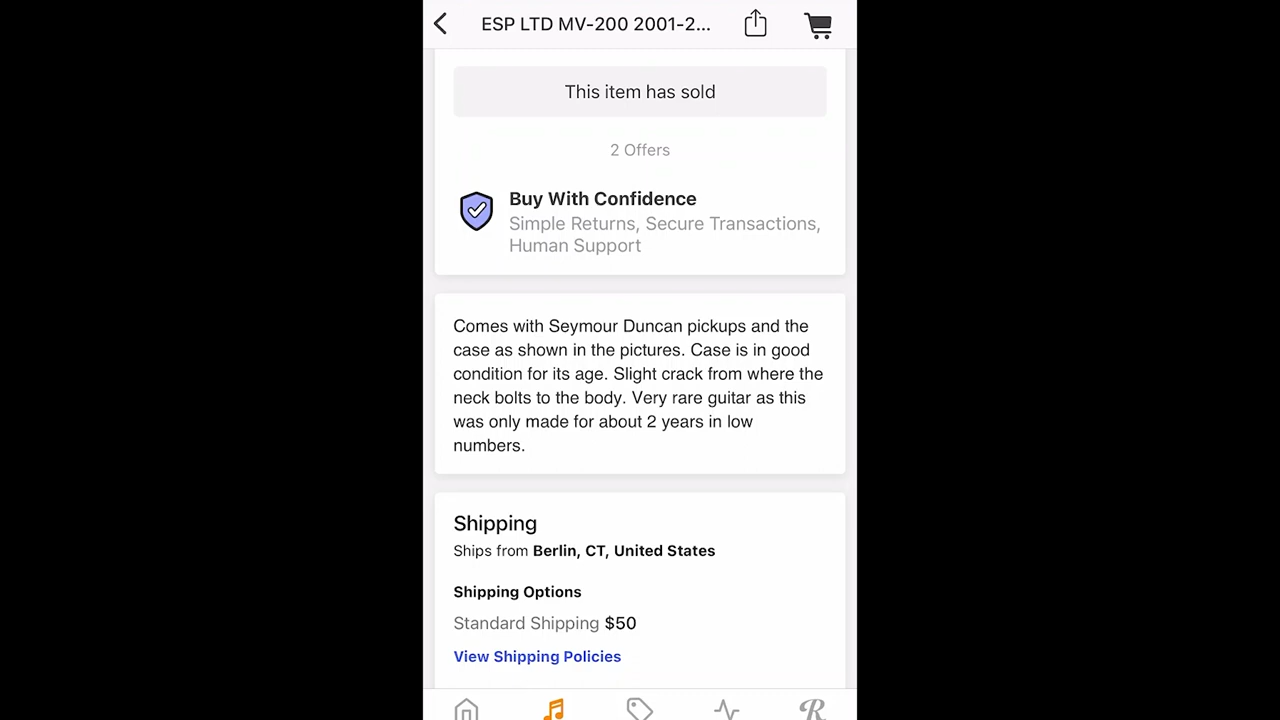 ESP LTD MV-200 2001-2...
This item has sold
2 Offers
Buy With Confidence
Simple Returns, Secure Transactions,
Human Support
Comes with Seymour Duncan pickups and the
case as shown in the pictures. Case is in good
condition for its age. Slight crack from where the
neck bolts to the body. Very rare guitar as this
was only made for about 2 years in low
numbers.
Shipping
Ships from Berlin, CT, United States
Shipping Options
Standard Shipping $50
View Shipping Policies
R